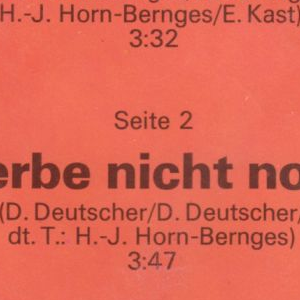 H.-J. Horn-Bernges/E. Kast)
3:32
Seite 2
erbe nicht no
(D. Deutscher/D. Deutscher/
dt. T.: H.-J. Horn-Bernges)
3:47